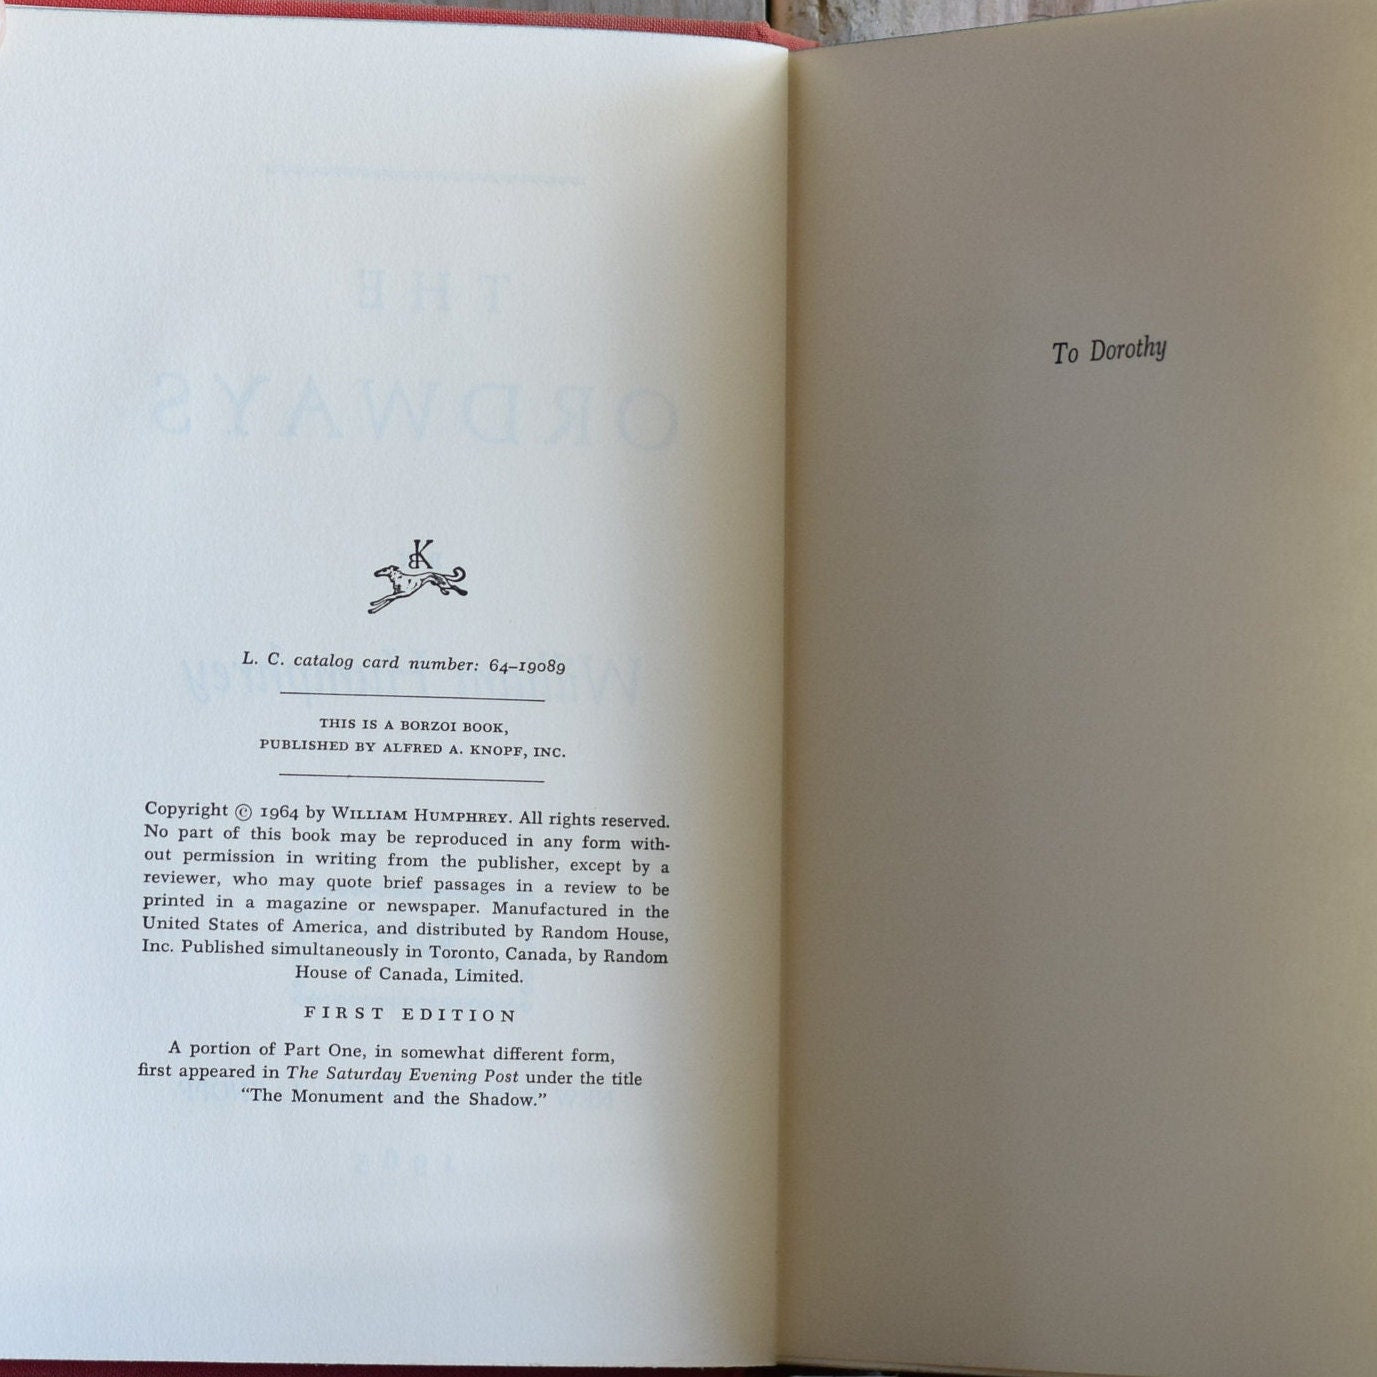 K
L. C. catalog card number: 64–19089
THIS IS A BORZOI BOOK,
PUBLISHED BY ALFRED A. KNOPF, INC.
Copyright © 1964 by WILLIAM HUMPHREY. All rights reserved.
No part of this book may be reproduced in any form with-
out permission in writing from the publisher, except by a
reviewer, who may quote brief passages in a review to be
printed in a magazine or newspaper. Manufactured in the
United States of America, and distributed by Random House,
Inc. Published simultaneously in Toronto, Canada, by Random
House of Canada, Limited.
FIRST EDITION
A portion of Part One, in somewhat different form,
first appeared in The Saturday Evening Post under the title
“The Monument and the Shadow.”
To Dorothy